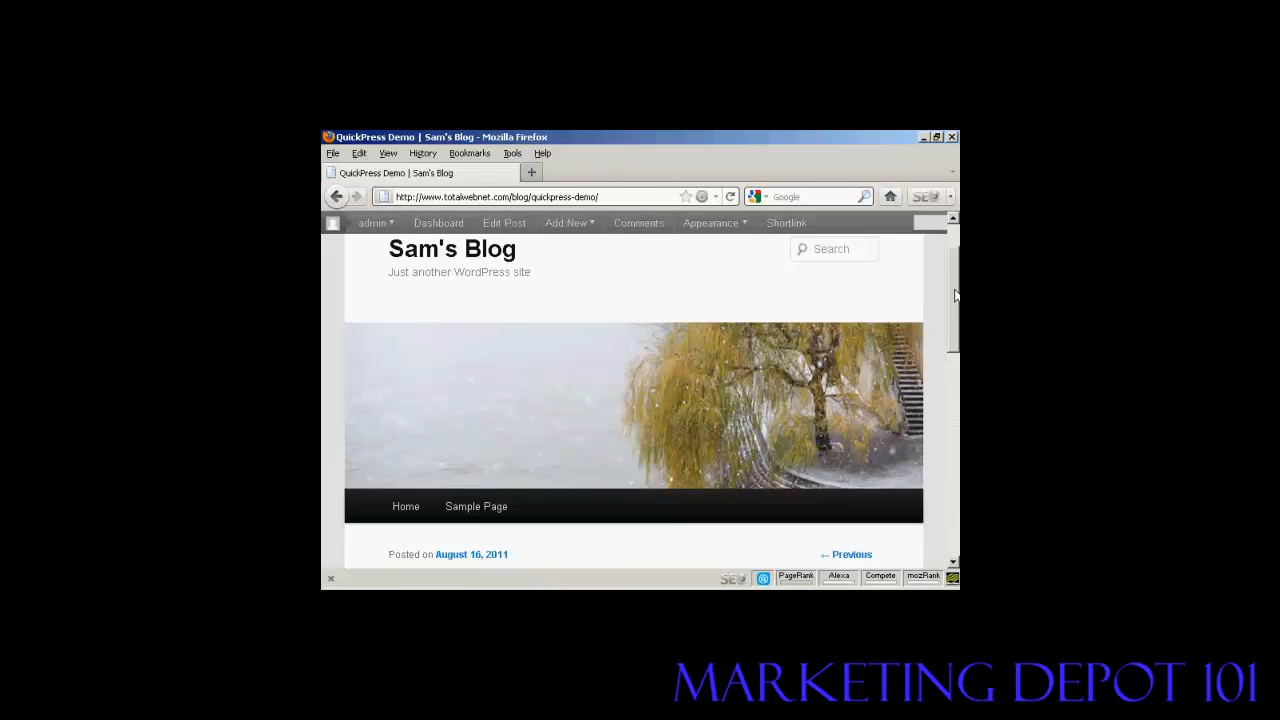 QuickPress Demo | Sam's Blog - Mozilla Firefox
File Edit View History Bookmarks Tools Help
QuickPress Demo | Sam's Blog
http://www.totalwebnet.com/blog/quickpress-demo/ Google SEO
admin Dashboard Edit Post Add New Comments Appearance Shortlink
Sam's Blog
Search
Just another WordPress site
Home Sample Page
Posted on August 16, 2011 ← Previous
SEO PageRank Alexa Compete mozRank
MARKETING DEPOT 101